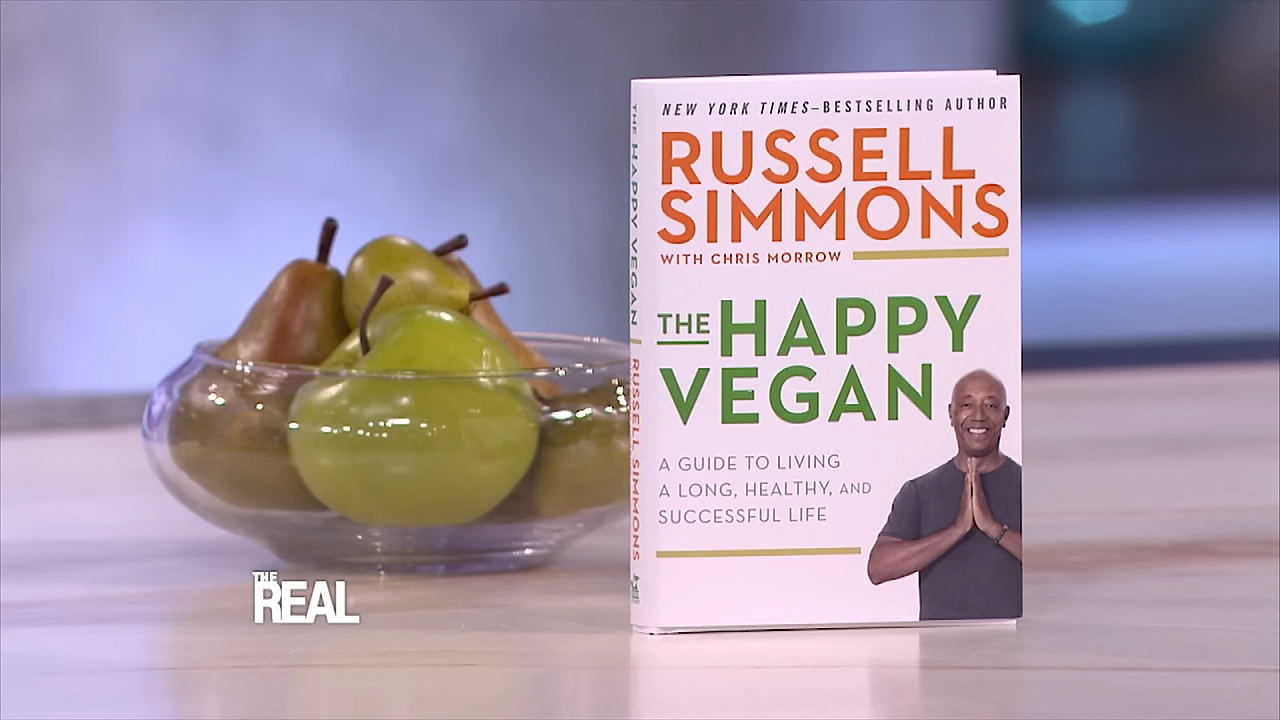 NEW YORK TIMES–BESTSELLING AUTHOR
RUSSELL
SIMMONS
WITH CHRIS MORROW
THE HAPPY
VEGAN
A GUIDE TO LIVING
A LONG, HEALTHY, AND
SUCCESSFUL LIFE
THE HAPPY VEGAN RUSSELL SIMMONS
THE
REAL